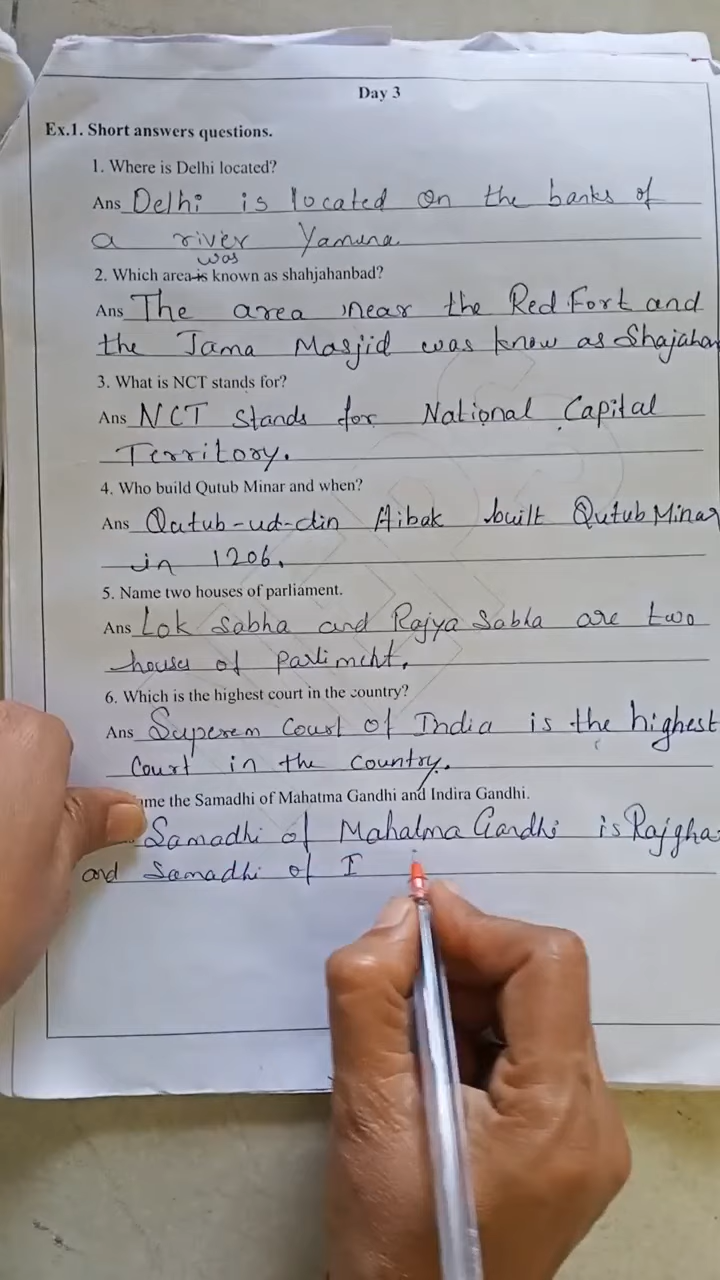 Day 3
Ex.1. Short answers questions.
1. Where is Delhi located?
Ans Delhi is located on the banks of
a river Yamuna
was
2. Which area is known as shahjahanbad?
Ans The area near the Red Fort and
the Jama Masjid was know as Shajahan
3. What is NCT stands for?
Ans NCT stands for National Capital
Territory.
4. Who build Qutub Minar and when?
Ans Qutub-ud-din Aibak built Qutub Minar
in 1206.
5. Name two houses of parliament.
Ans Lok Sabha and Rajya Sabha are two
houses of Parliment.
6. Which is the highest court in the country?
Ans Superem Court of India is the highest
Court in the country.
me the Samadhi of Mahatma Gandhi and Indira Gandhi.
Samadhi of Mahatma Gandhi is Rajgha
and Samadhi of I